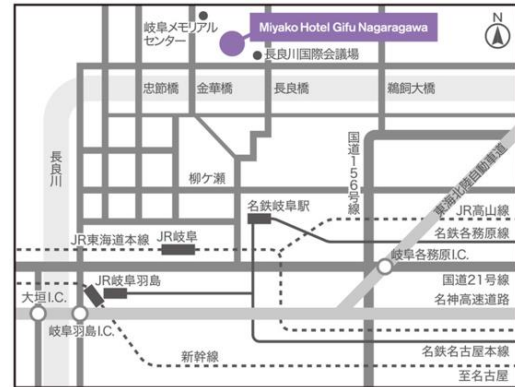 N
岐阜メモリアル
センター
Miyako Hotel Gifu Nagaragawa
長良川国際会議場
忠節橋
金華橋
長良橋
鵜飼大橋
長良川
国道156号線
東海北陸自動車道
柳ケ瀬
名鉄岐阜駅
JR高山線
JR東海道本線
JR岐阜
名鉄各務原線
岐阜各務原I.C.
JR岐阜羽島
国道21号線
大垣I.C.
名神高速道路
岐阜羽島I.C.
新幹線
名鉄名古屋本線
至名古屋